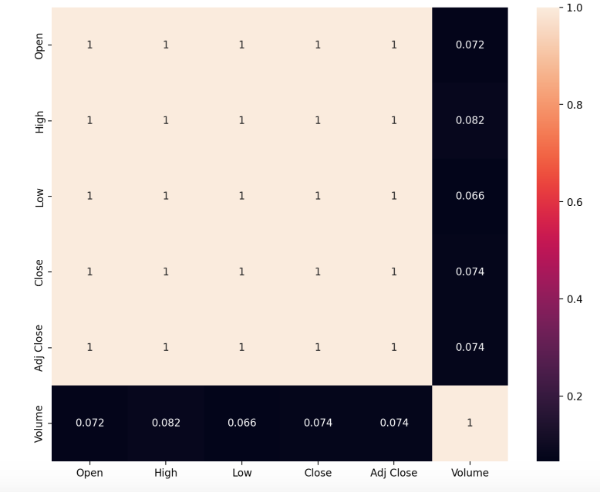 Open 1 1 1 1 1 0.072
High 1 1 1 1 1 0.082
Low 1 1 1 1 1 0.066
Close 1 1 1 1 1 0.074
Adj Close 1 1 1 1 1 0.074
Volume 0.072 0.082 0.066 0.074 0.074 1
Open High Low Close Adj Close Volume
1.0
0.8
0.6
0.4
0.2